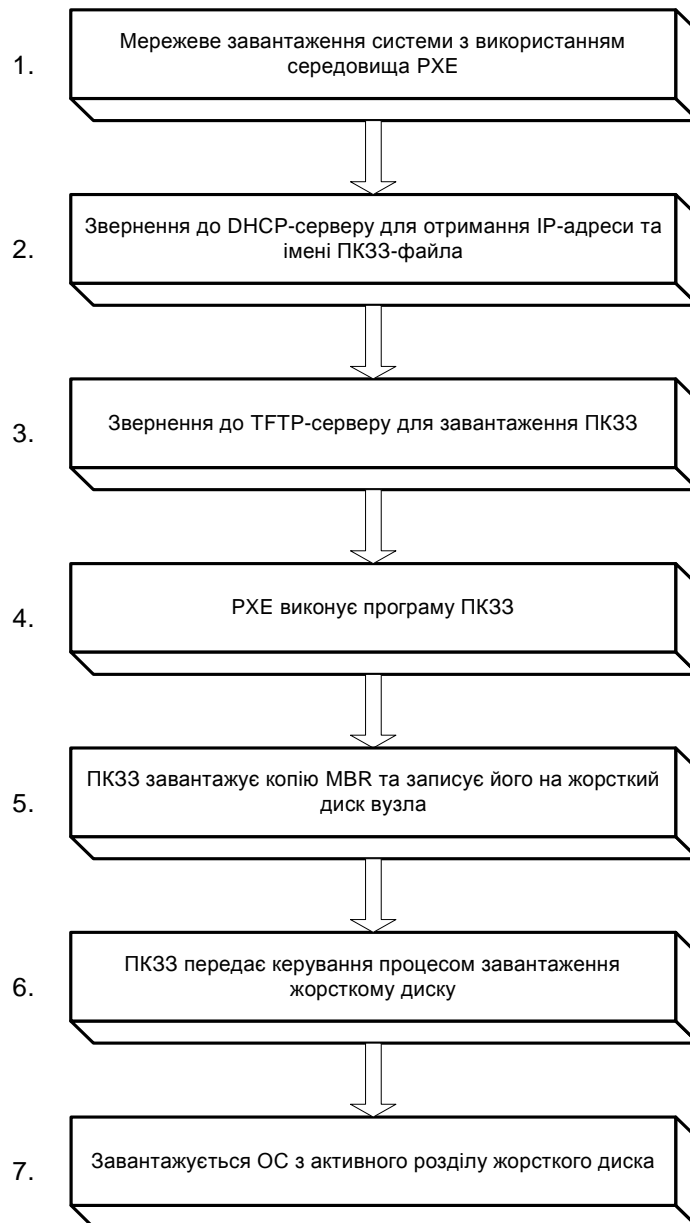 1.
Мережеве завантаження системи з використанням
середовища PXE
2.
Звернення до DHCP-серверу для отримання IP-адреси та
імені ПКЗЗ-файла
3.
Звернення до TFTP-серверу для завантаження ПКЗЗ
4.
PXE виконує програму ПКЗЗ
5.
ПКЗЗ завантажує копію MBR та записує його на жорсткий
диск вузла
6.
ПКЗЗ передає керування процесом завантаження
жорсткому диску
7.
Завантажується ОС з активного розділу жорсткого диска